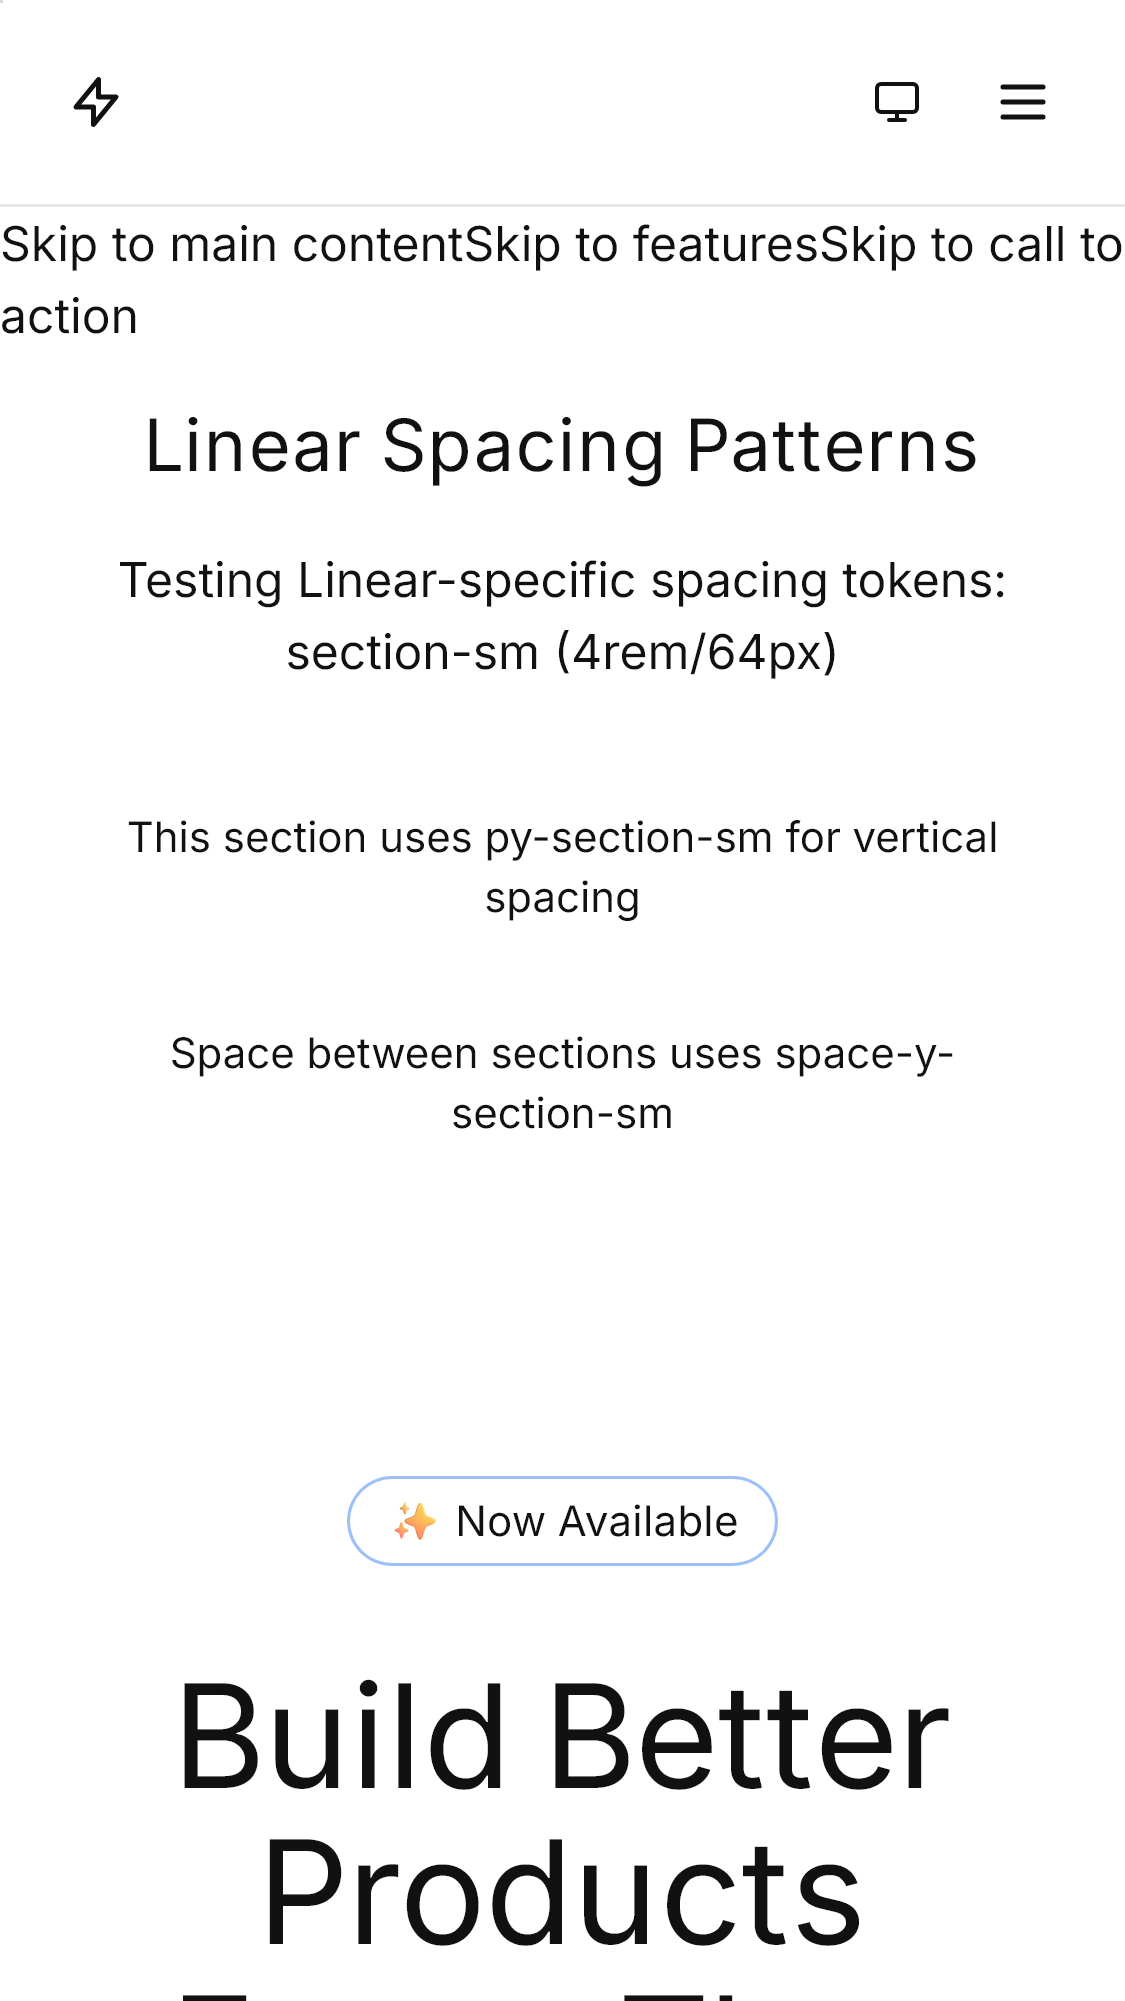 Skip to main contentSkip to featuresSkip to call to
action
Linear Spacing Patterns
Testing Linear-specific spacing tokens:
section-sm (4rem/64px)
This section uses py-section-sm for vertical
spacing
Space between sections uses space-y-
section-sm
✨ Now Available
Build Better
Products